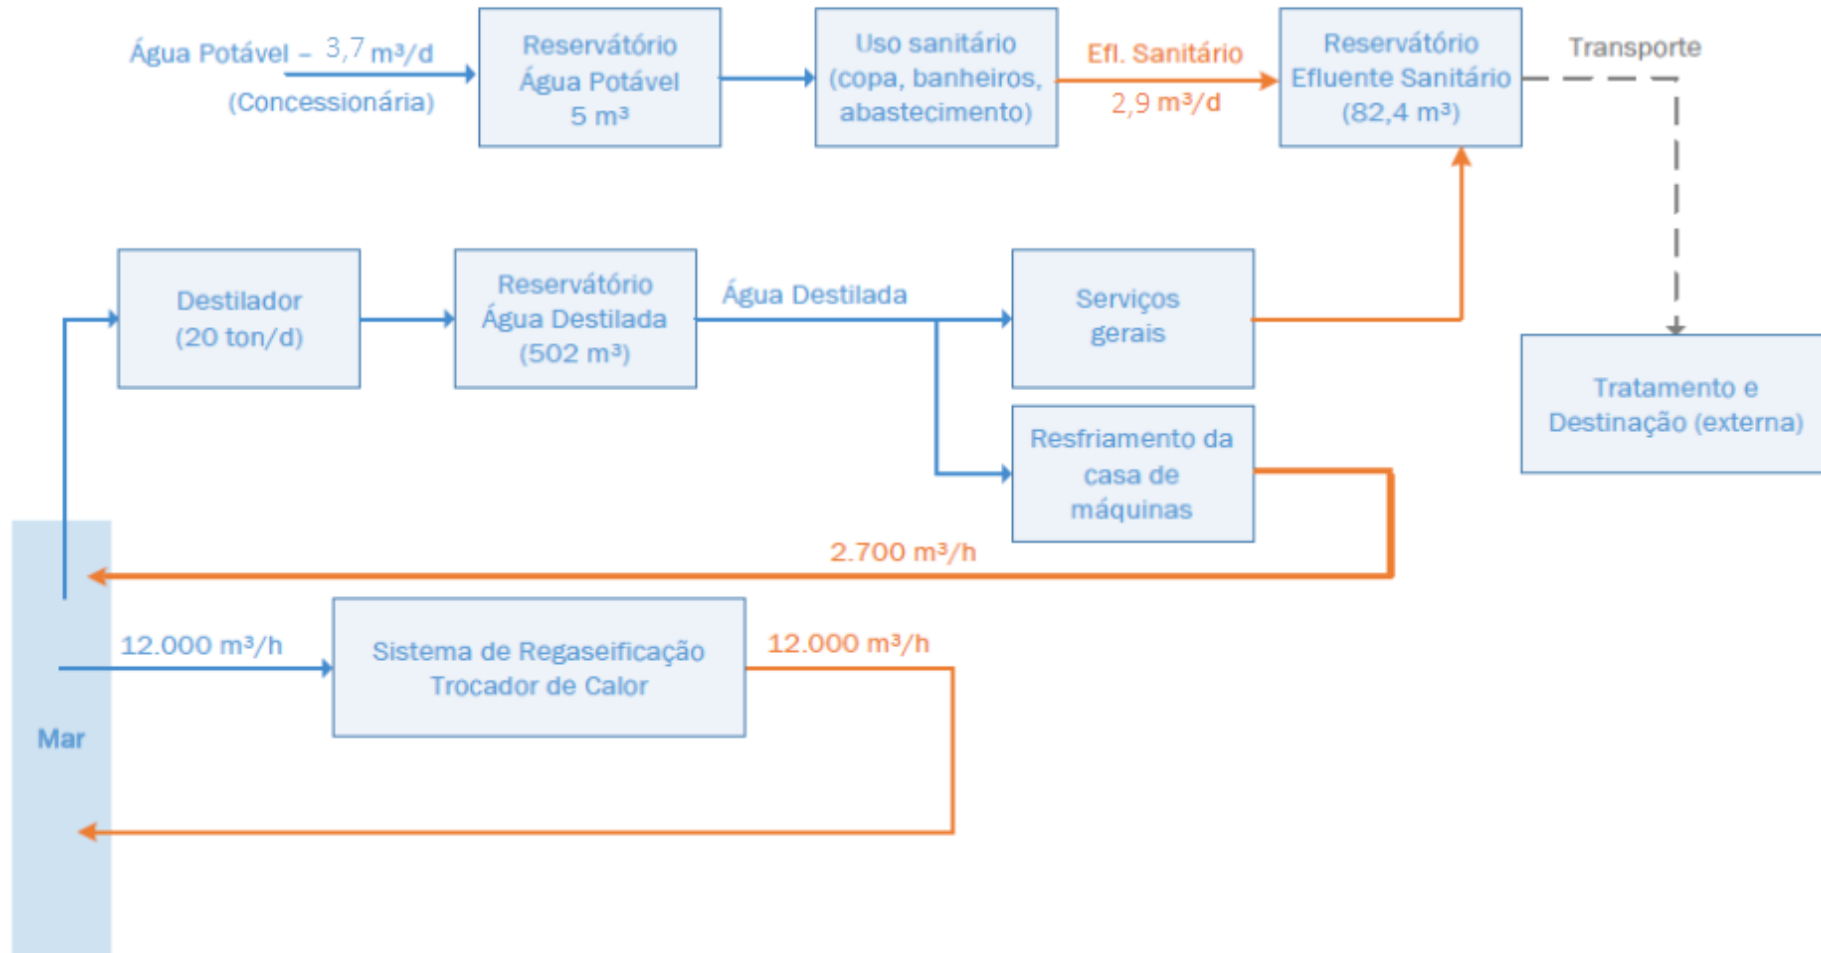 Água Potável – 3,7 m³/d
(Concessionária)
Reservátório
Água Potável
5 m³
Uso sanitário
(copa, banheiros,
abastecimento)
Efl. Sanitário
2,9 m³/d
Reservátório
Efluente Sanitário
(82,4 m³)
Transporte
Destilador
(20 ton/d)
Reservátório
Água Destilada
(502 m³)
Água Destilada
Serviços
gerais
Tratamento e
Destinação (externa)
Resfriamento da
casa de
máquinas
2.700 m³/h
12.000 m³/h
Sistema de Regaseificação
Trocador de Calor
12.000 m³/h
Mar